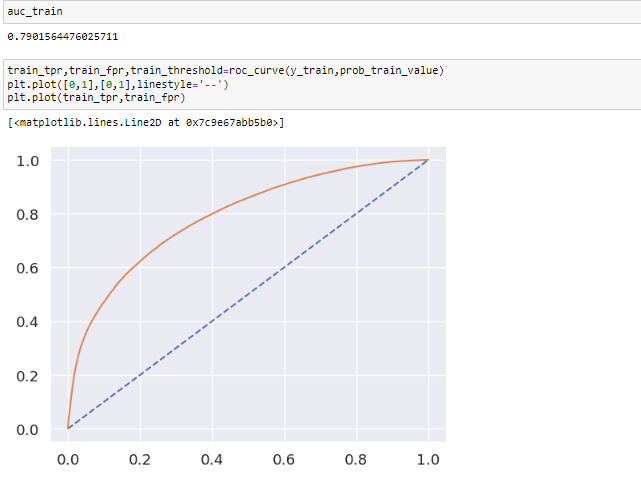 auc_train
0.7901564476025711
train_tpr,train_fpr,train_threshold=roc_curve(y_train,prob_train_value)
plt.plot([0,1],[0,1],linestyle='--')
plt.plot(train_tpr,train_fpr)
[<matplotlib.lines.Line2D at 0x7c9e67abb5b0>]
1.0
0.8
0.6
0.4
0.2
0.0
0.0 0.2 0.4 0.6 0.8 1.0